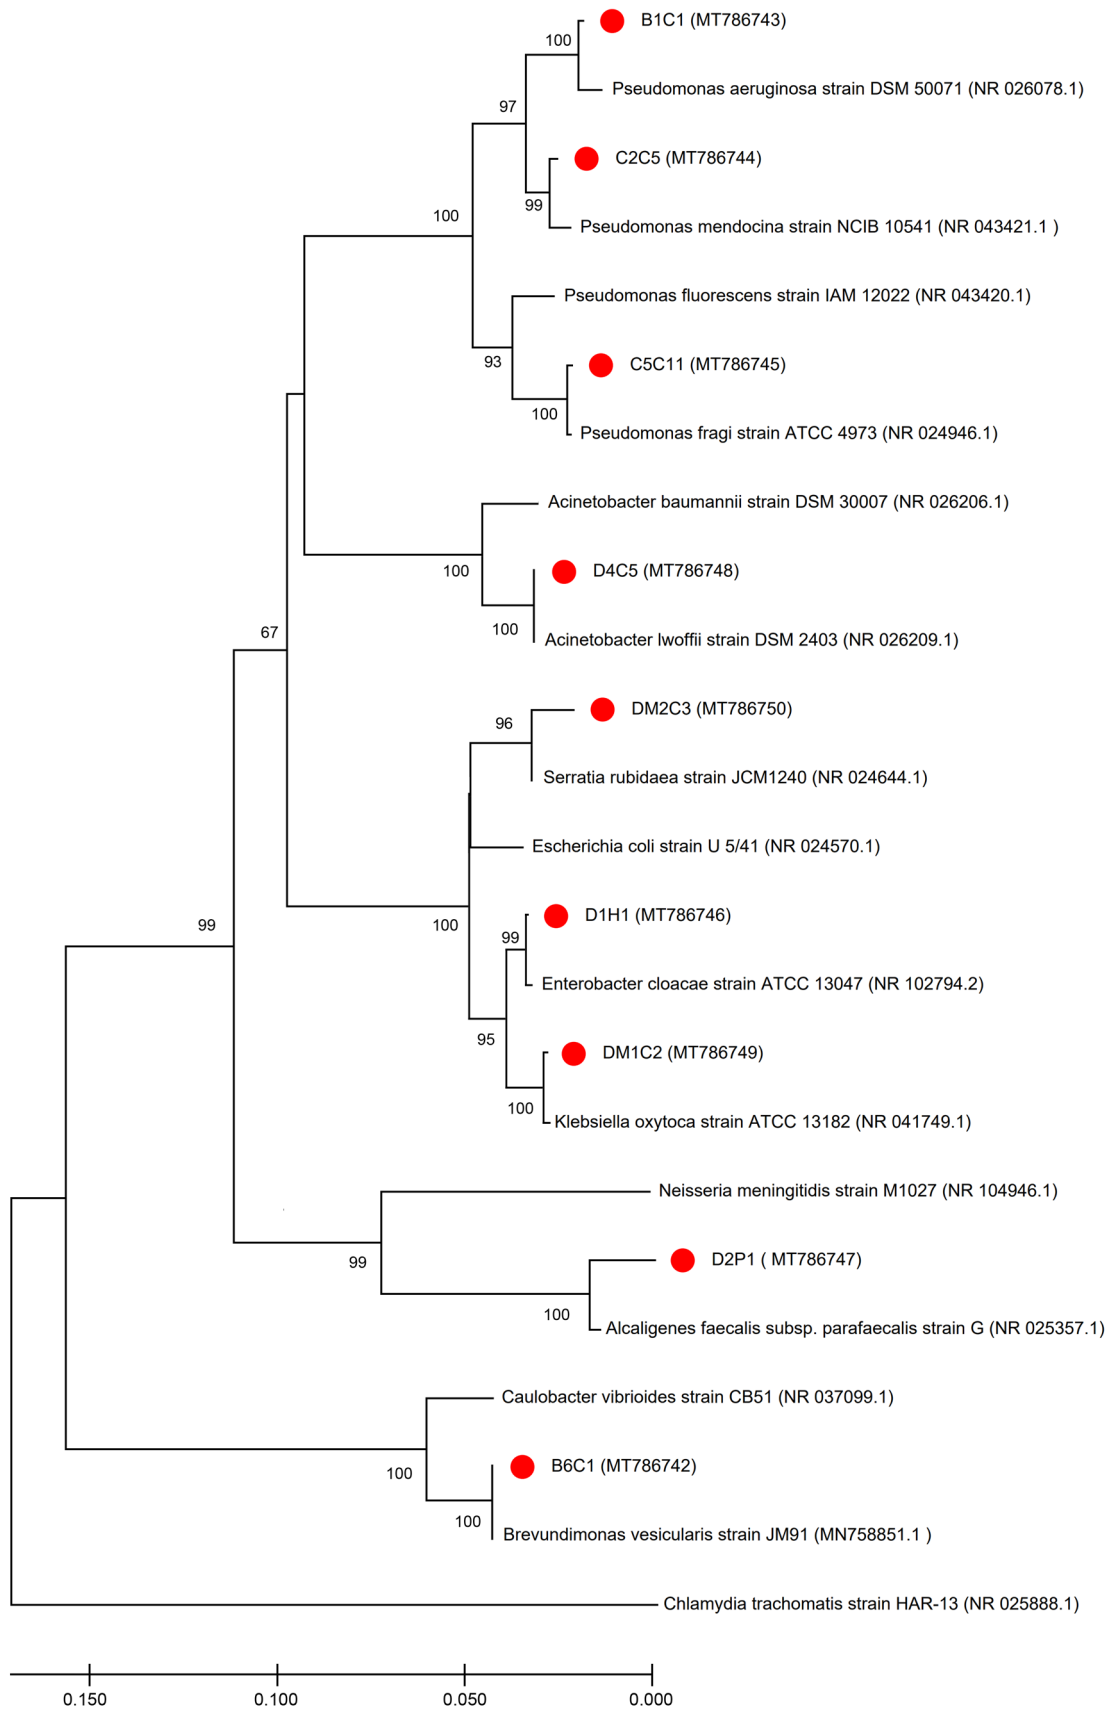 B1C1 (MT786743)
100
Pseudomonas aeruginosa strain DSM 50071 (NR 026078.1)
97
C2C5 (MT786744)
99
Pseudomonas mendocina strain NCIB 10541 (NR 043421.1 )
100
Pseudomonas fluorescens strain IAM 12022 (NR 043420.1)
93
C5C11 (MT786745)
100
Pseudomonas fragi strain ATCC 4973 (NR 024946.1)
Acinetobacter baumannii strain DSM 30007 (NR 026206.1)
100
D4C5 (MT786748)
100
Acinetobacter lwoffii strain DSM 2403 (NR 026209.1)
67
DM2C3 (MT786750)
96
Serratia rubidaea strain JCM1240 (NR 024644.1)
Escherichia coli strain U 5/41 (NR 024570.1)
100
D1H1 (MT786746)
99
99
Enterobacter cloacae strain ATCC 13047 (NR 102794.2)
95
DM1C2 (MT786749)
100
Klebsiella oxytoca strain ATCC 13182 (NR 041749.1)
Neisseria meningitidis strain M1027 (NR 104946.1)
99
D2P1 ( MT786747)
100
Alcaligenes faecalis subsp. parafaecalis strain G (NR 025357.1)
Caulobacter vibrioides strain CB51 (NR 037099.1)
100
B6C1 (MT786742)
100
Brevundimonas vesicularis strain JM91 (MN758851.1 )
Chlamydia trachomatis strain HAR-13 (NR 025888.1)
0.150 0.100 0.050 0.000